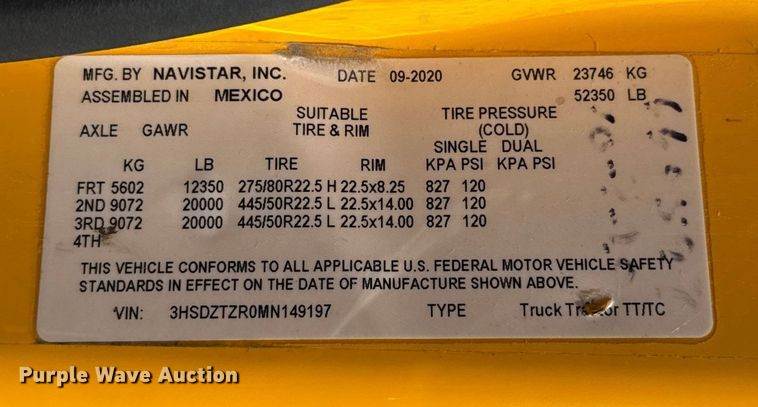 MFG. BY NAVISTAR, INC. DATE 09-2020 GVWR 23746 KG
ASSEMBLED IN MEXICO 52350 LB
SUITABLE TIRE PRESSURE
AXLE GAWR TIRE & RIM (COLD)
SINGLE DUAL
KG LB TIRE RIM KPA PSI KPA PSI
FRT 5602 12350 275/80R22.5 H 22.5x8.25 827 120
2ND 9072 20000 445/50R22.5 L 22.5x14.00 827 120
3RD 9072 20000 445/50R22.5 L 22.5x14.00 827 120
4TH
THIS VEHICLE CONFORMS TO ALL APPLICABLE U.S. FEDERAL MOTOR VEHICLE SAFETY
STANDARDS IN EFFECT ON THE DATE OF MANUFACTURE SHOWN ABOVE.
VIN: 3HSDZTZR0MN149197 TYPE Truck Tractor TT/TC
Purple Wave Auction